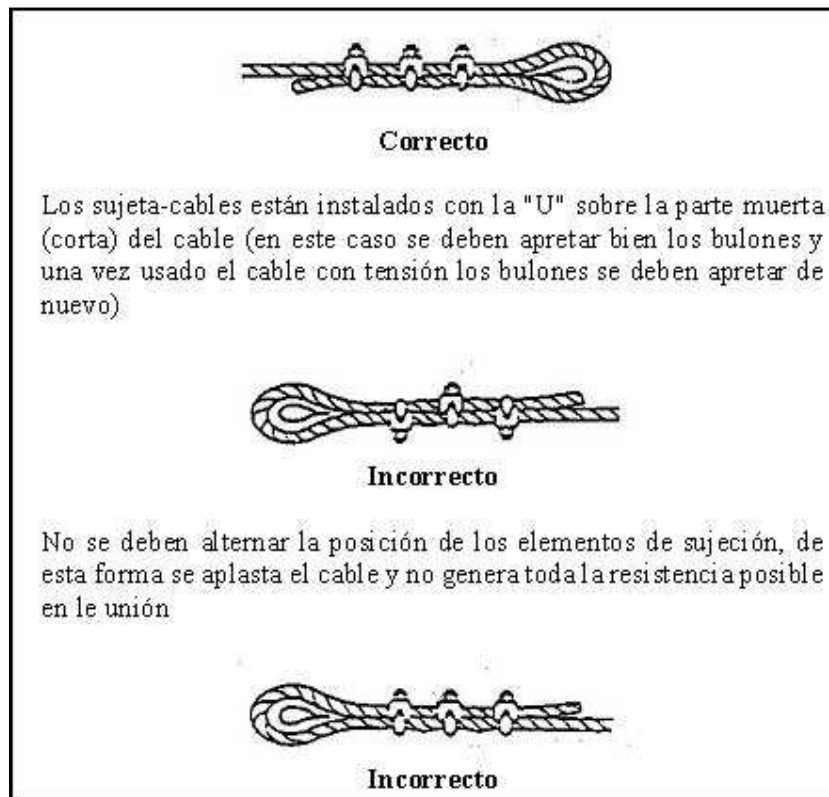 Correcto
Los sujeta-cables están instalados con la "U" sobre la parte muerta
(corta) del cable (en este caso se deben apretar bien los bulones y
una vez usado el cable con tensión los bulones se deben apretar de
nuevo)
Incorrecto
No se deben alternar la posición de los elementos de sujeción, de
esta forma se aplasta el cable y no genera toda la resistencia posible
en le unión
Incorrecto